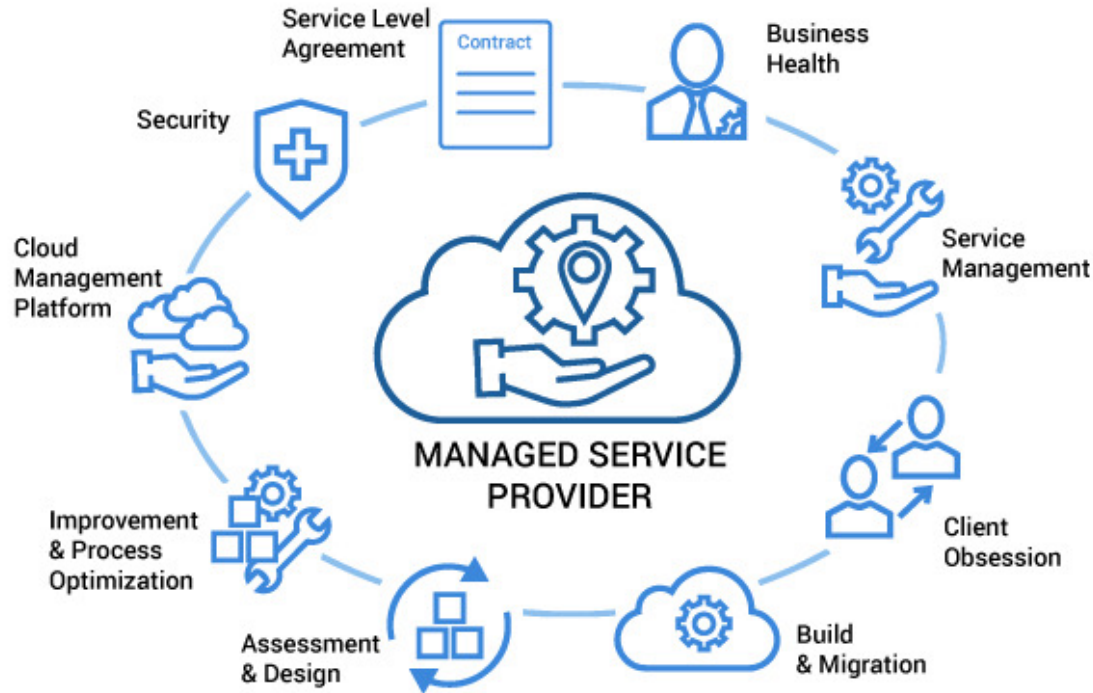 Service Level
Agreement
Contract
Business
Health
Security
Service
Management
Cloud
Management
Platform
MANAGED SERVICE
PROVIDER
Client
Obsession
Improvement
& Process
Optimization
Assessment
& Design
Build
& Migration